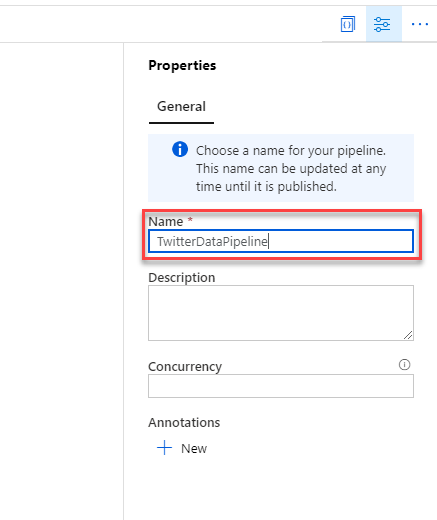 Properties
General
Choose a name for your pipeline.
This name can be updated at any
time until it is published.
Name *
TwitterDataPipeline
Description
Concurrency
Annotations
New